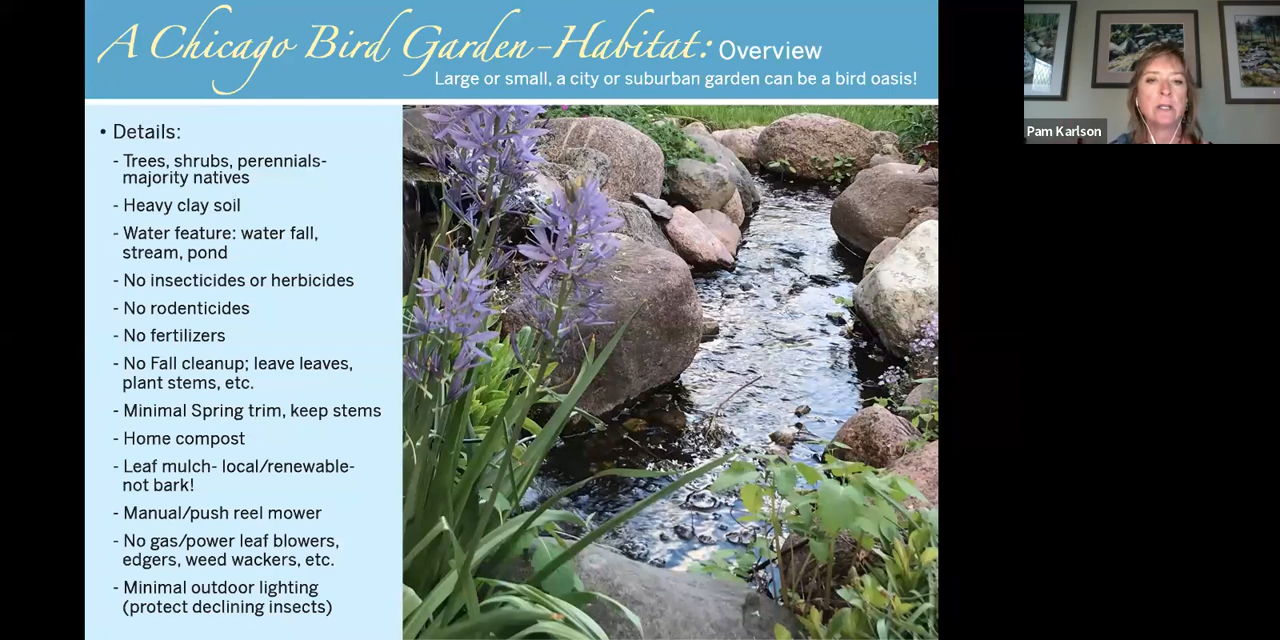 A Chicago Bird Garden-Habitat: Overview
Large or small, a city or suburban garden can be a bird oasis!
• Details:
- Trees, shrubs, perennials-
majority natives
- Heavy clay soil
- Water feature: water fall,
stream, pond
- No insecticides or herbicides
- No rodenticides
- No fertilizers
- No Fall cleanup; leave leaves,
plant stems, etc.
- Minimal Spring trim, keep stems
- Home compost
- Leaf mulch- local/renewable-
not bark!
- Manual/push reel mower
- No gas/power leaf blowers,
edgers, weed wackers, etc.
- Minimal outdoor lighting
(protect declining insects)
Pam Karlson